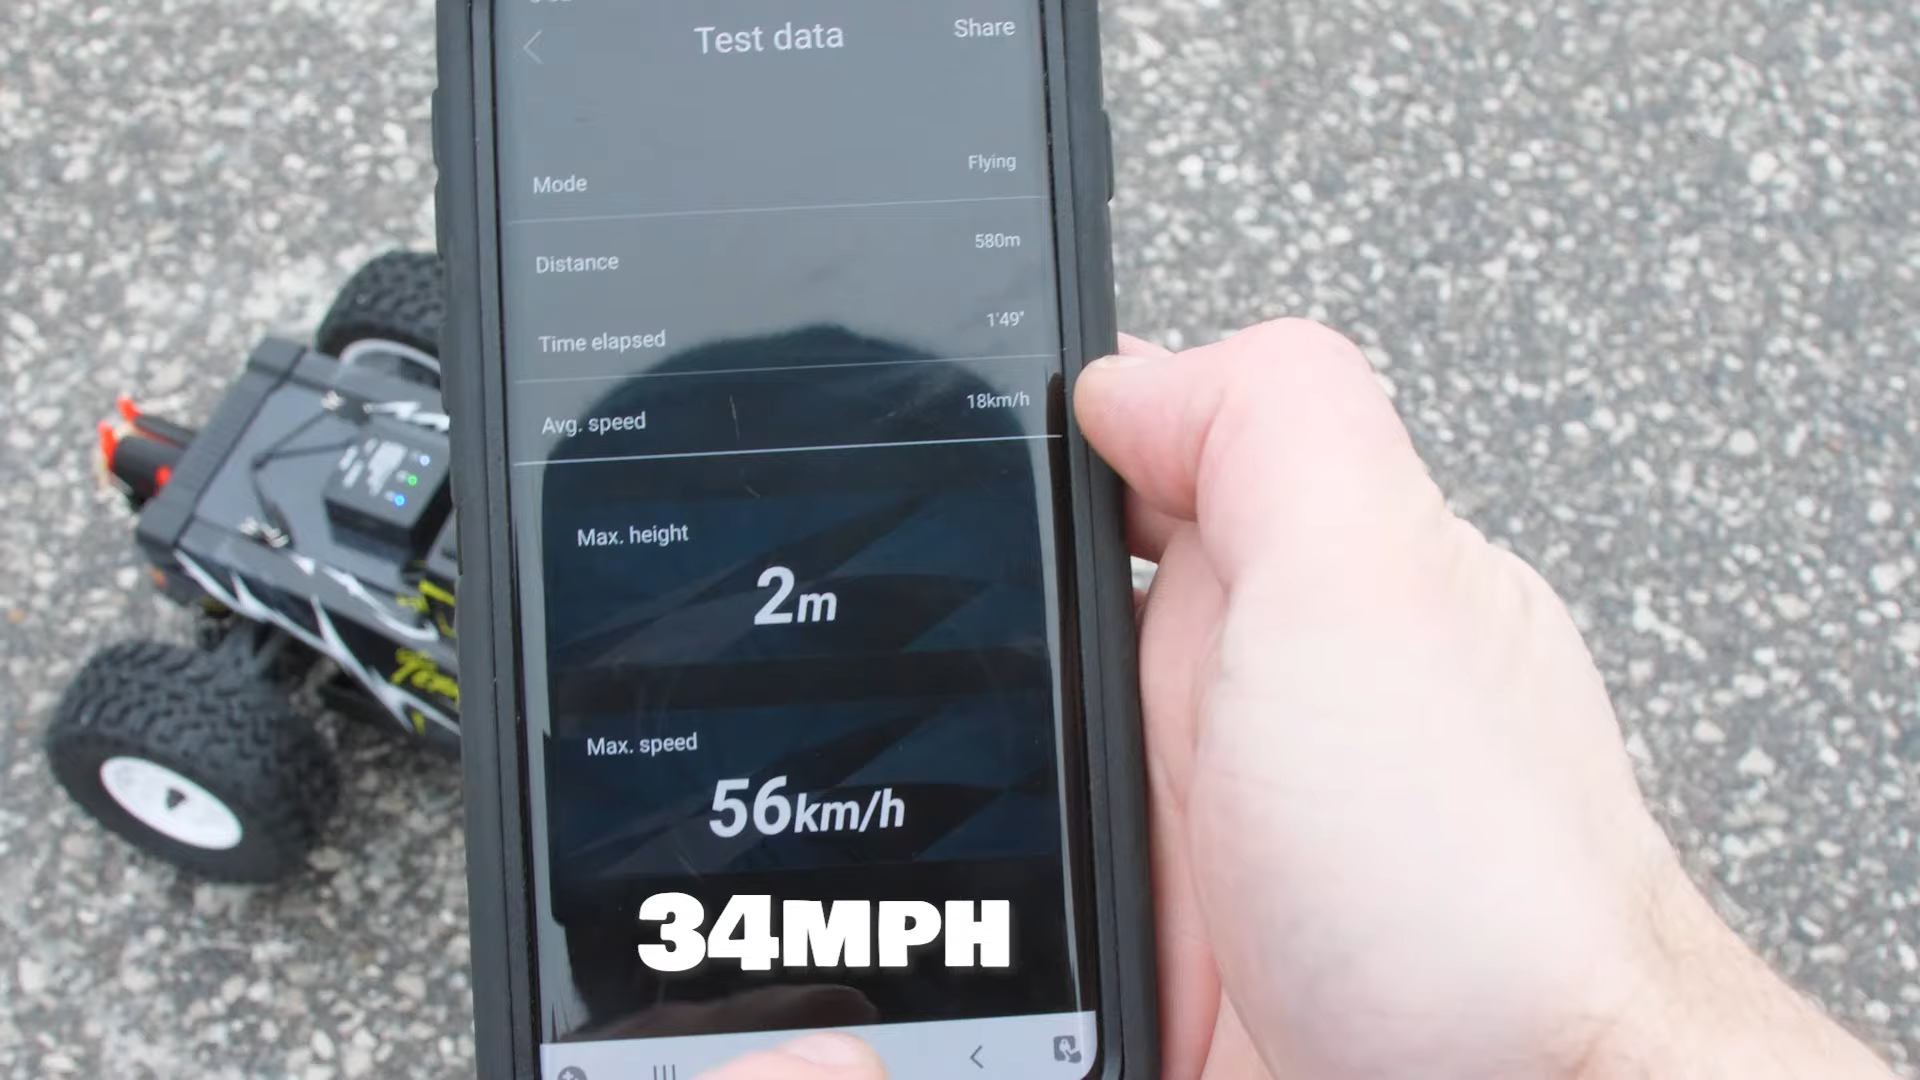 Test data
Share
Mode
Flying
Distance
580m
Time elapsed
1'49"
Avg. speed
18km/h
Max. height
2m
Max. speed
56km/h
34MPH